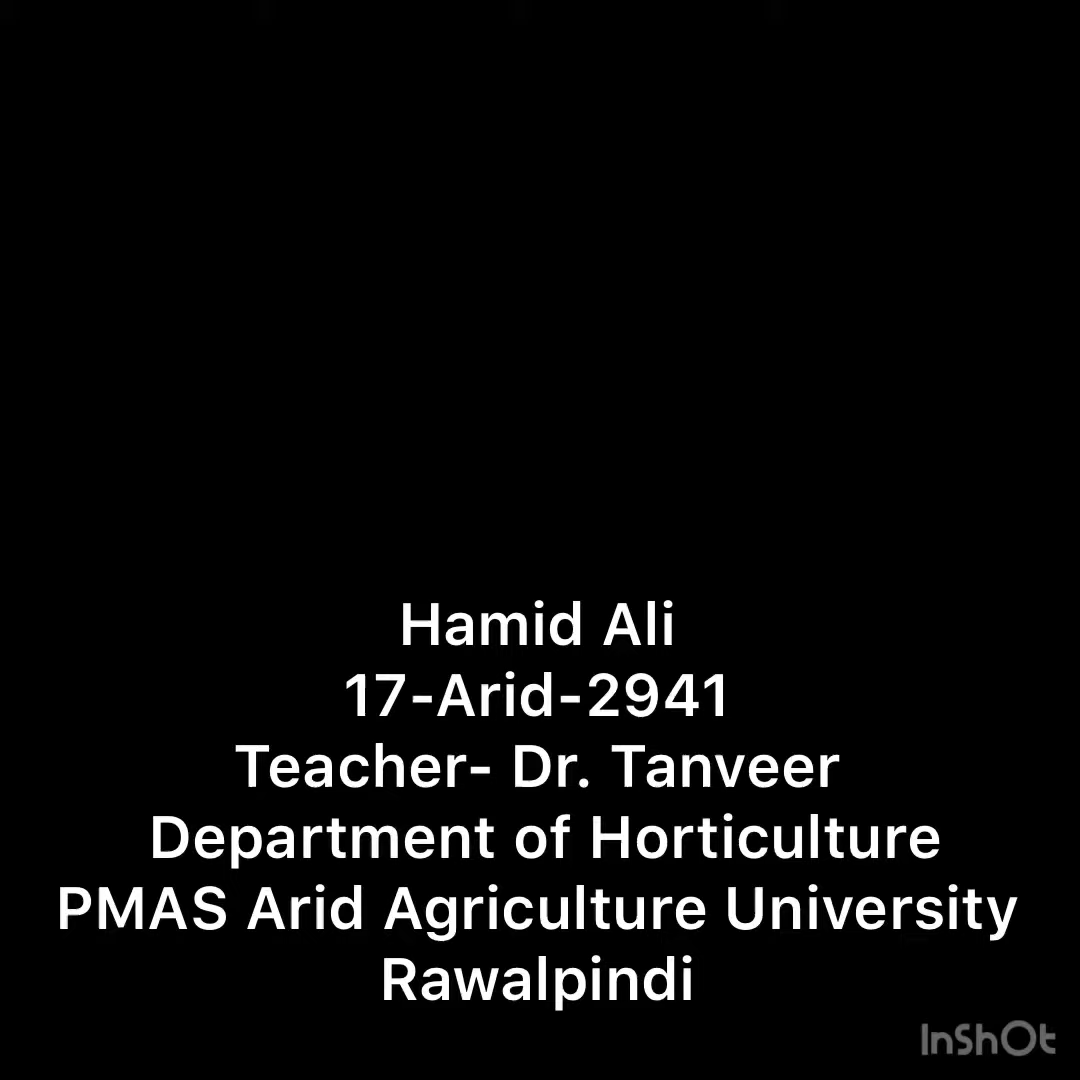 Hamid Ali
17-Arid-2941
Teacher- Dr. Tanveer
Department of Horticulture
PMAS Arid Agriculture University
Rawalpindi
InShOt